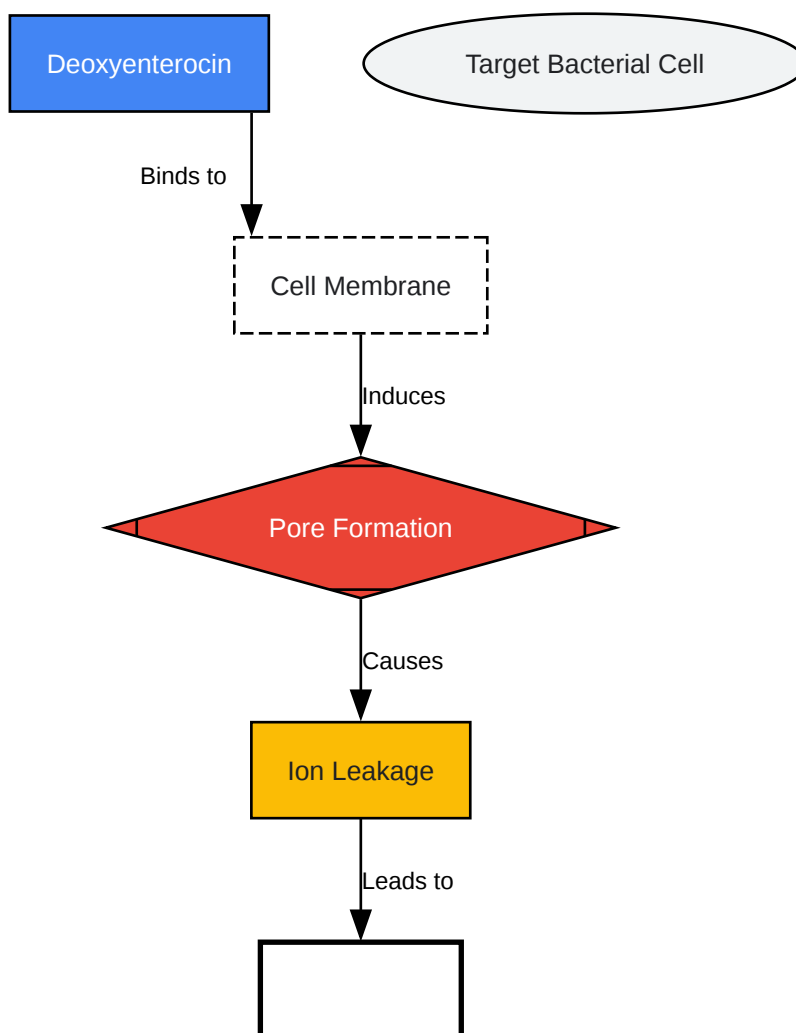 Deoxyenterocin
Target Bacterial Cell
Binds to
Cell Membrane
Induces
Pore Formation
Causes
Ion Leakage
Leads to